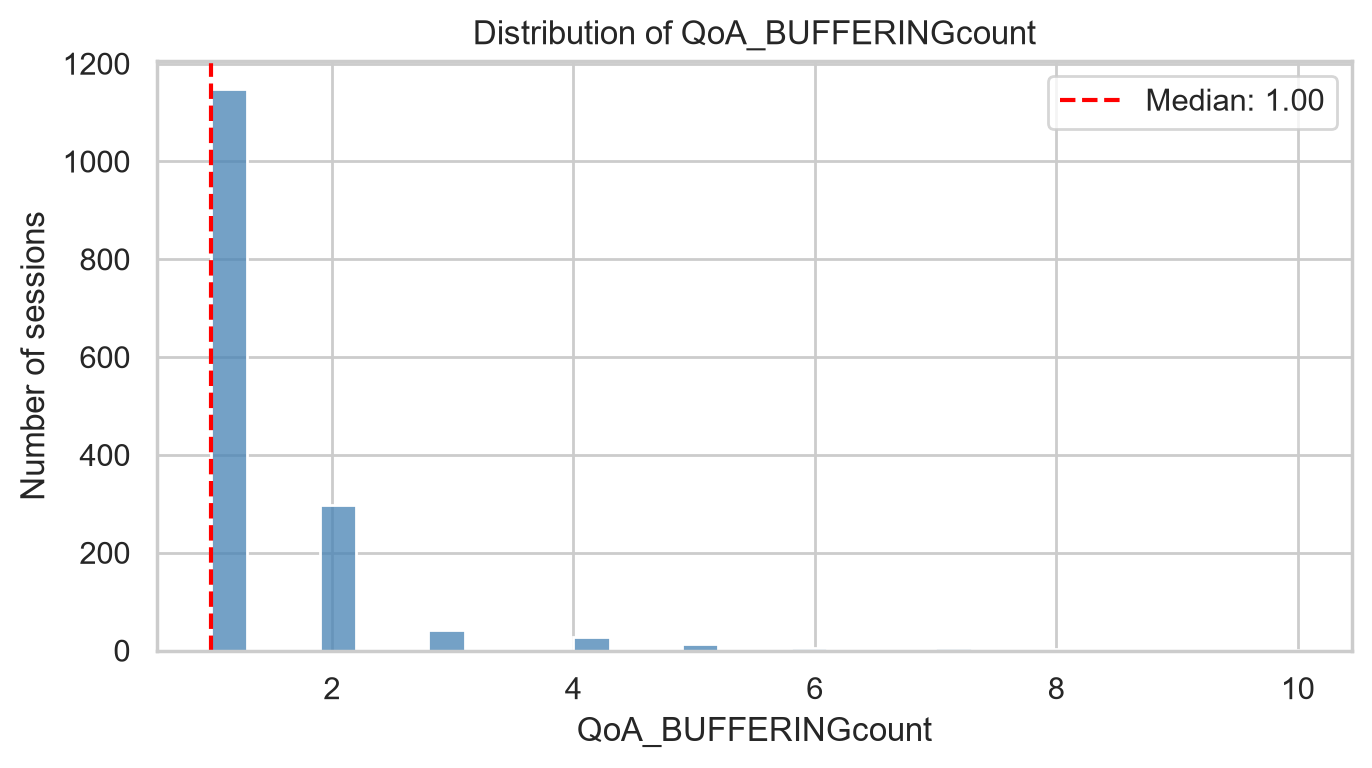 Distribution of QoA_BUFFERINGcount
Median: 1.00
Number of sessions
1200
1000
800
600
400
200
0
2 4 6 8 10
QoA_BUFFERINGcount